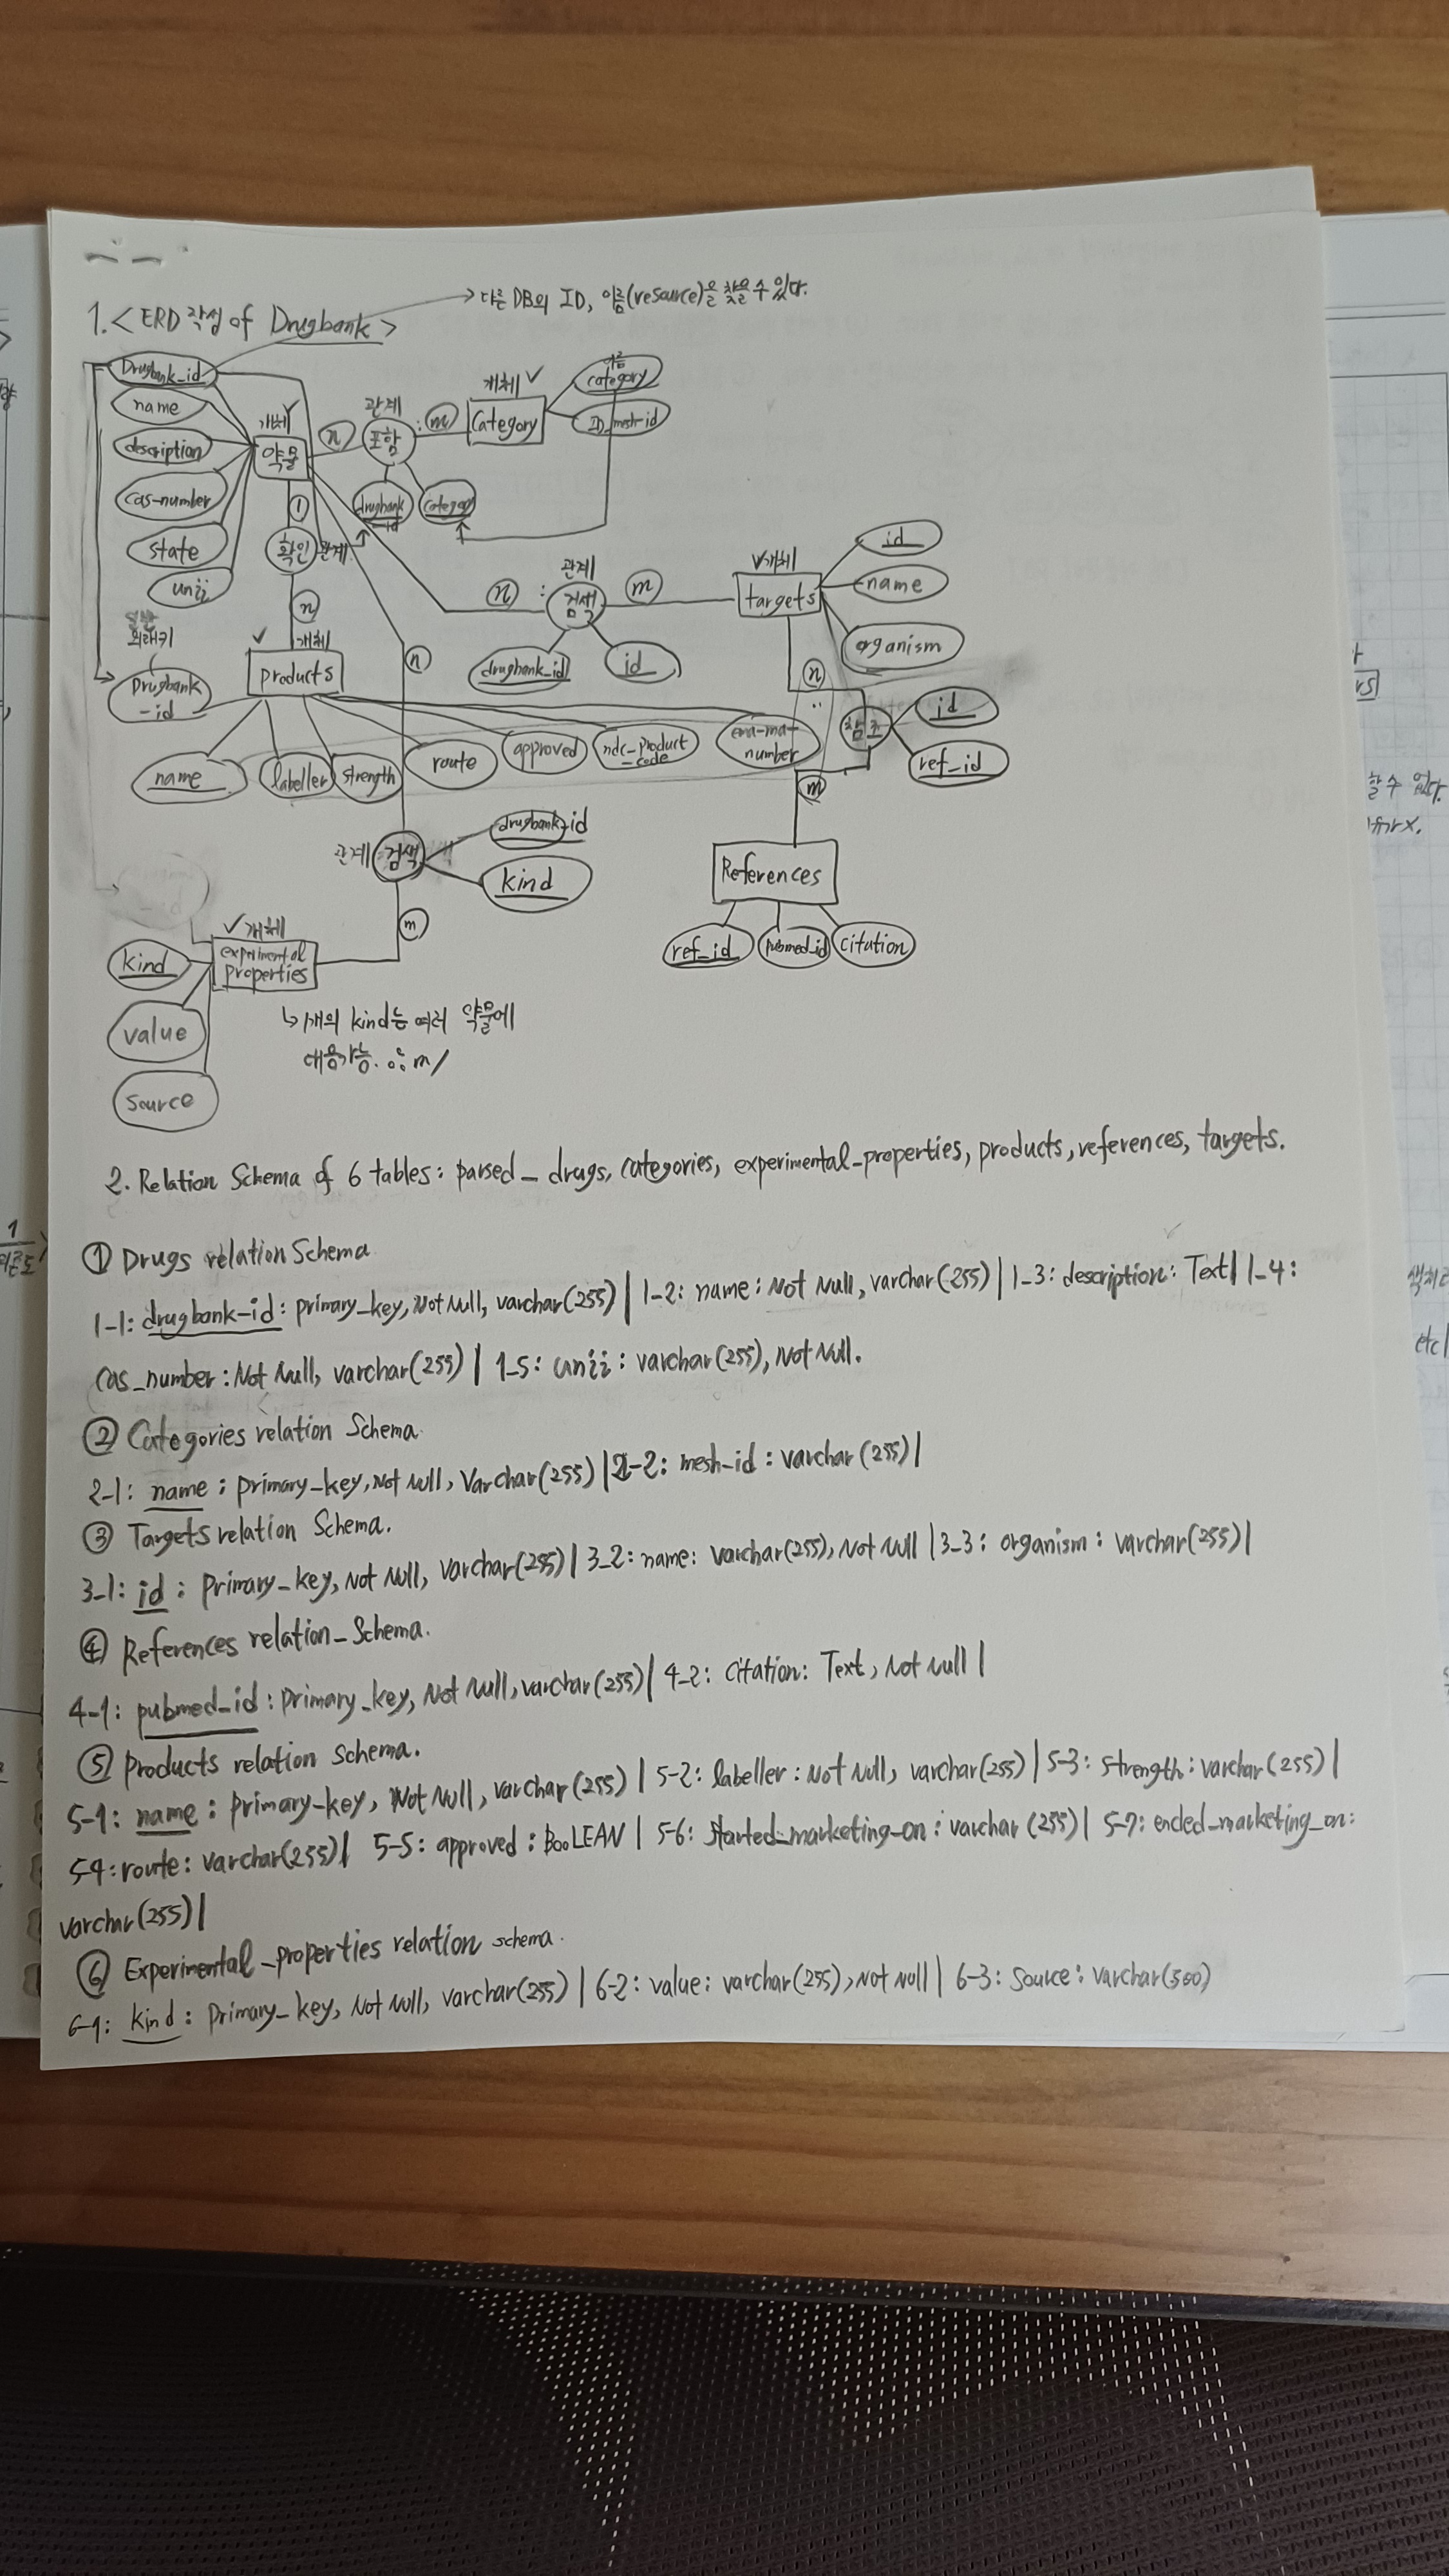 1. <ERD 작성 of Drugbank>
→ 다른 DB의 ID, 이름(resource)을 찾을 수 있다.
Drugbank_id
name
description
cas-number
state
unii
개체
약물
n
관계
포함
: m
개체
Category
이름
category
ID_mesh-id
drugbank
-id
category
1
확인
관계
n
외래키
Drugbank
-id
개체
products
name
labeller
strength
route
approved
ndc-product
-code
ema-ma-
number
n
:
관계
검색
m
drugbank_id
id
개체
targets
id
name
organism
n
:
참조
id
ref_id
m
References
ref_id
pubmed_id
citation
n
관계
검색
drugbank-id
kind
m
개체
experimental
properties
kind
value
source
↳ 1개의 kind는 여러 약물에
대응가능. ∴ m/
2. Relation Schema of 6 tables: parsed_drugs, categories, experimental_properties, products, references, targets.
① Drugs relation Schema
1-1: drugbank-id: primary_key, Not Null, varchar(255) | 1-2: name: Not Null, varchar(255) | 1-3: description: Text | 1-4:
cas_number: Not Null, varchar(255) | 1-5: unii: varchar(255), Not Null.
② Categories relation Schema
2-1: name: primary_key, Not Null, Varchar(255) | 2-2: mesh-id: varchar(255) |
③ Targets relation Schema.
3-1: id: primary_key, Not Null, varchar(255) | 3-2: name: varchar(255), Not Null | 3-3: organism: varchar(255) |
④ References relation_Schema.
4-1: pubmed_id: primary_key, Not Null, varchar(255) | 4-2: Citation: Text, Not Null |
⑤ Products relation Schema.
5-1: name: primary-key, Not Null, varchar(255) | 5-2: labeller: Not Null, varchar(255) | 5-3: strength: varchar(255) |
5-4: route: varchar(255) | 5-5: approved: BOOLEAN | 5-6: Started_marketing_on: varchar(255) | 5-7: ended_marketing_on:
varchar(255) |
⑥ Experimental_properties relation schema.
6-1: kind: primary_key, Not Null, varchar(255) | 6-2: value: varchar(255), Not Null | 6-3: Source: varchar(500)
할 수 없다.
etc)